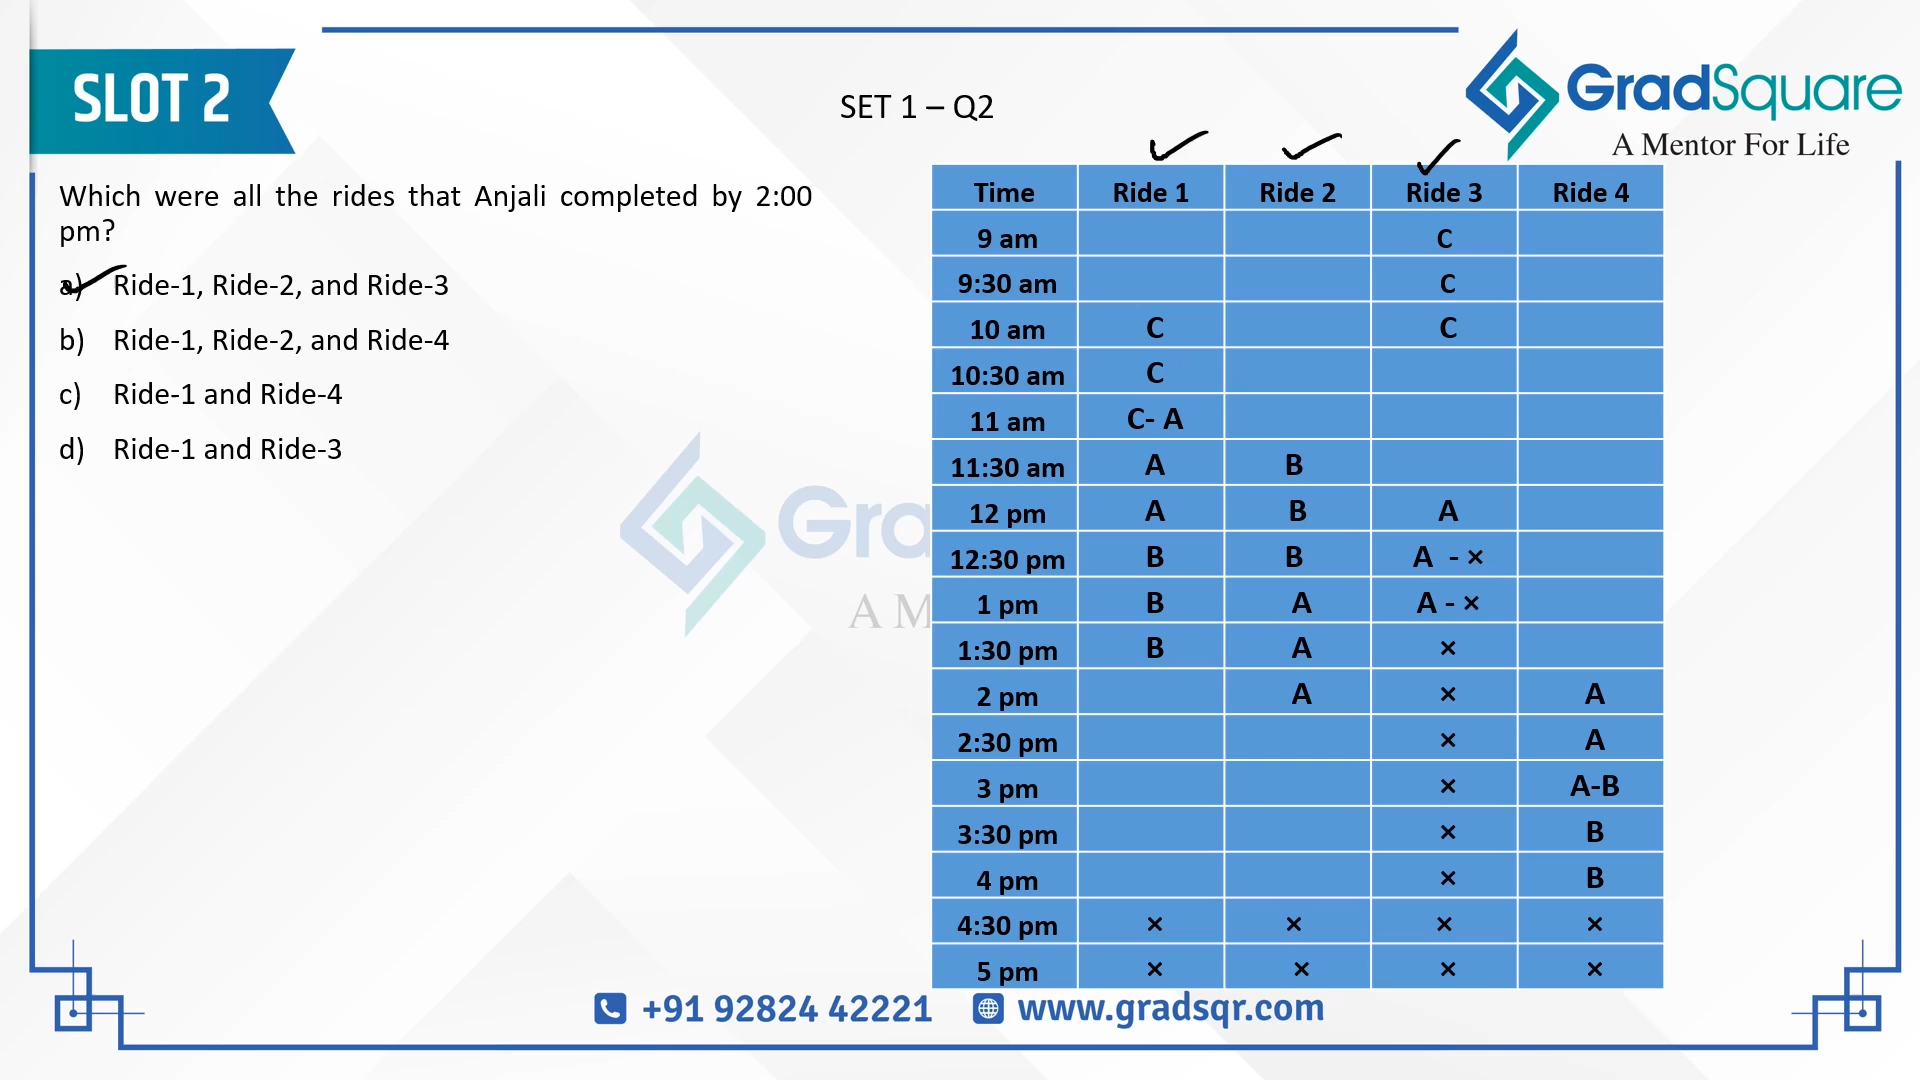 SLOT 2
GradSquare
A Mentor For Life
SET 1 – Q2
Which were all the rides that Anjali completed by 2:00
pm?
a) Ride-1, Ride-2, and Ride-3
b) Ride-1, Ride-2, and Ride-4
c) Ride-1 and Ride-4
d) Ride-1 and Ride-3
Time Ride 1 Ride 2 Ride 3 Ride 4
9 am C
9:30 am C
10 am C C
10:30 am C
11 am C- A
11:30 am A B
12 pm A B A
12:30 pm B B A - ×
1 pm B A A - ×
1:30 pm B A ×
2 pm A × A
2:30 pm × A
3 pm × A-B
3:30 pm × B
4 pm × B
4:30 pm × × × ×
5 pm × × × ×
Gra
A M
+91 92824 42221 www.gradsqr.com